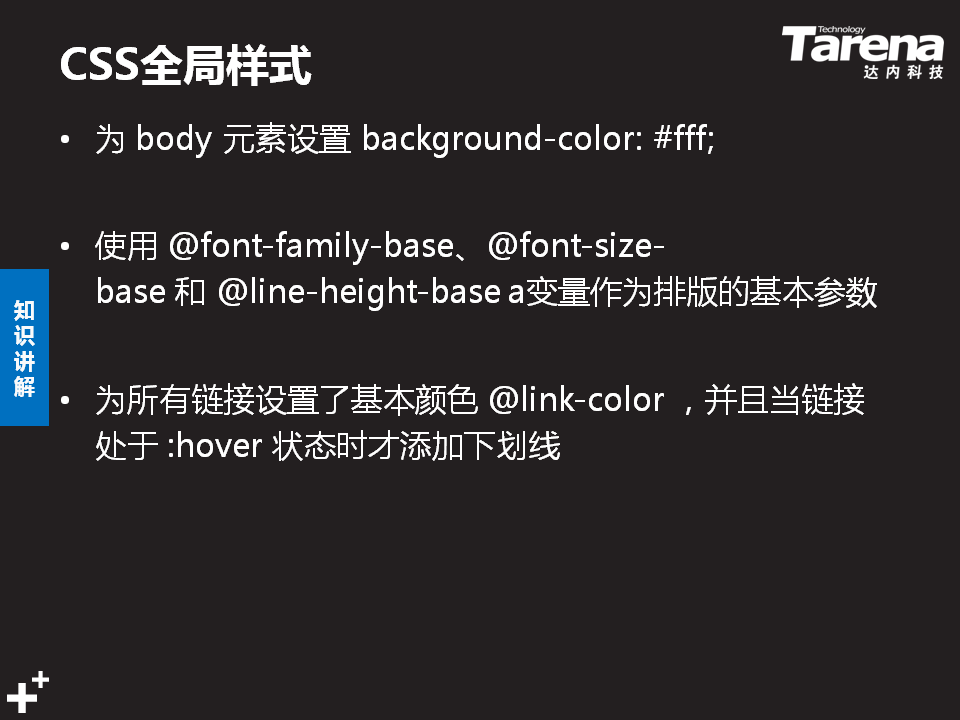 CSS全局样式
Technology
Tarena
达内科技
• 为 body 元素设置 background-color: #fff;
• 使用 @font-family-base、@font-size-
base 和 @line-height-base a变量作为排版的基本参数
知识讲解
• 为所有链接设置了基本颜色 @link-color ，并且当链接
处于 :hover 状态时才添加下划线